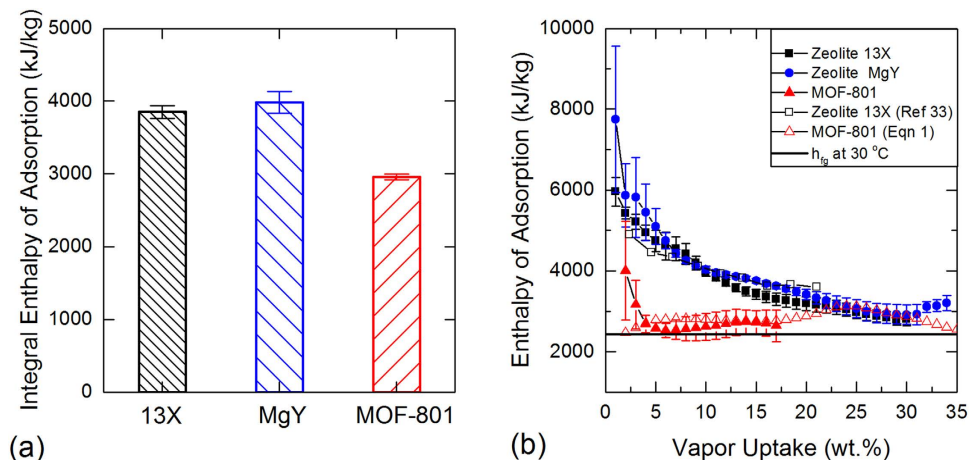 5000
4000
3000
2000
1000
0
Integral Enthalpy of Adsorption (kJ/kg)
13X
MgY
MOF-801
(a)
10000
8000
6000
4000
2000
Enthalpy of Adsorption (kJ/kg)
Zeolite 13X
Zeolite MgY
MOF-801
Zeolite 13X (Ref 33)
MOF-801 (Eqn 1)
hfg at 30 °C
0 5 10 15 20 25 30 35
Vapor Uptake (wt.%)
(b)